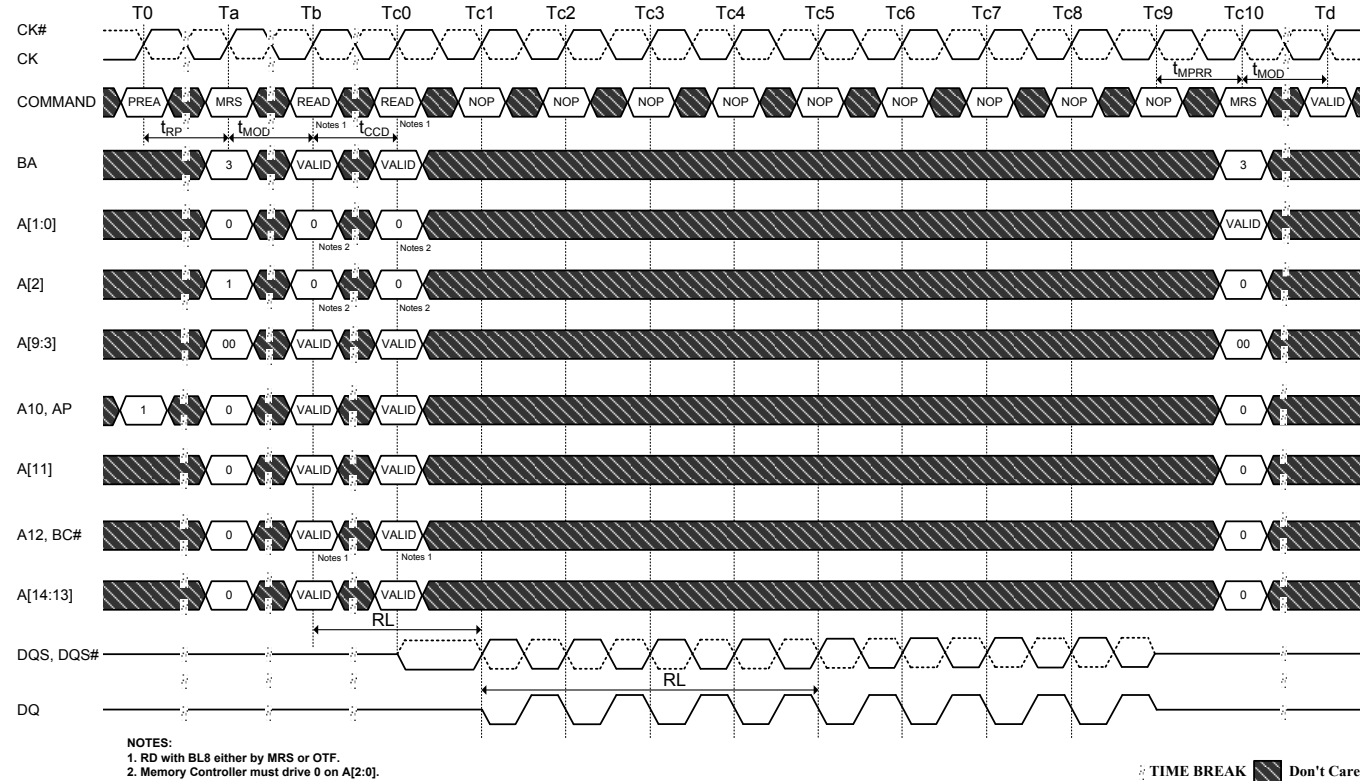 T0 Ta Tb Tc0 Tc1 Tc2 Tc3 Tc4 Tc5 Tc6 Tc7 Tc8 Tc9 Tc10 Td
CK#
CK
tMPRR tMOD
COMMAND PREA MRS READ READ NOP NOP NOP NOP NOP NOP NOP NOP NOP MRS VALID
Notes 1 Notes 1
tRP tMOD tCCD
BA 3 VALID VALID 3
A[1:0] 0 0 0 VALID
Notes 2 Notes 2
A[2] 1 0 0 0
Notes 2 Notes 2
A[9:3] 00 VALID VALID 00
A10, AP 1 0 VALID VALID 0
A[11] 0 VALID VALID 0
A12, BC# 0 VALID VALID 0
Notes 1 Notes 1
A[14:13] 0 VALID VALID 0
RL
DQS, DQS#
RL
DQ
NOTES:
1. RD with BL8 either by MRS or OTF.
2. Memory Controller must drive 0 on A[2:0].
TIME BREAK Don't Care